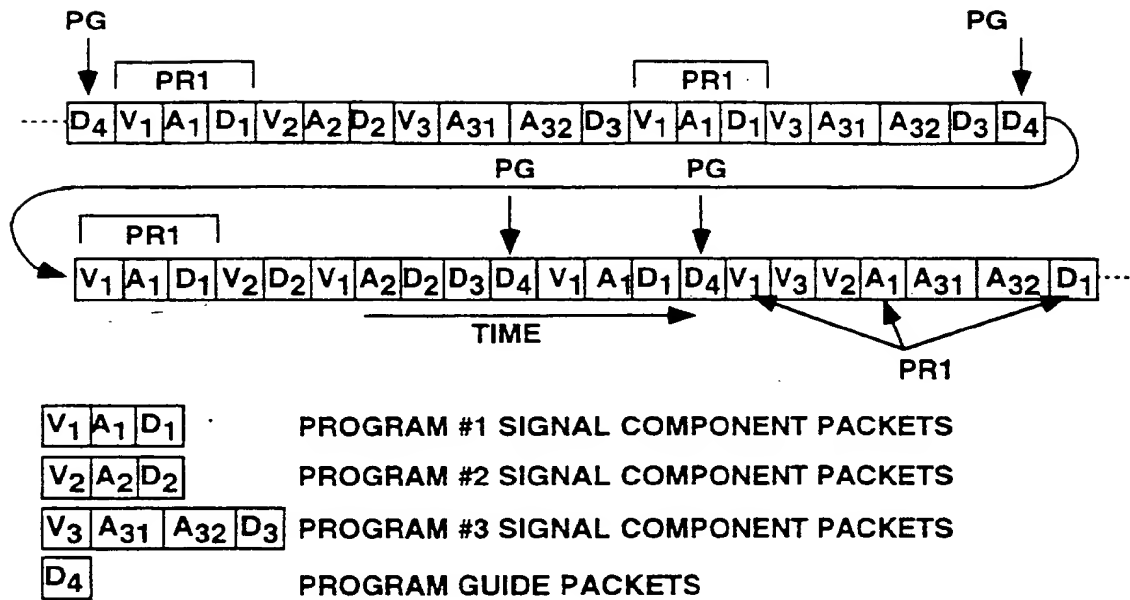 PG PG
PR1 PR1
D4 V1 A1 D1 V2 A2 D2 V3 A31 A32 D3 V1 A1 D1 V3 A31 A32 D3 D4
PG PG
PR1
V1 A1 D1 V2 D2 V1 A2 D2 D3 D4 V1 A1 D1 D4 V1 V3 V2 A1 A31 A32 D1
TIME
PR1
V1 A1 D1 PROGRAM #1 SIGNAL COMPONENT PACKETS
V2 A2 D2 PROGRAM #2 SIGNAL COMPONENT PACKETS
V3 A31 A32 D3 PROGRAM #3 SIGNAL COMPONENT PACKETS
D4 PROGRAM GUIDE PACKETS